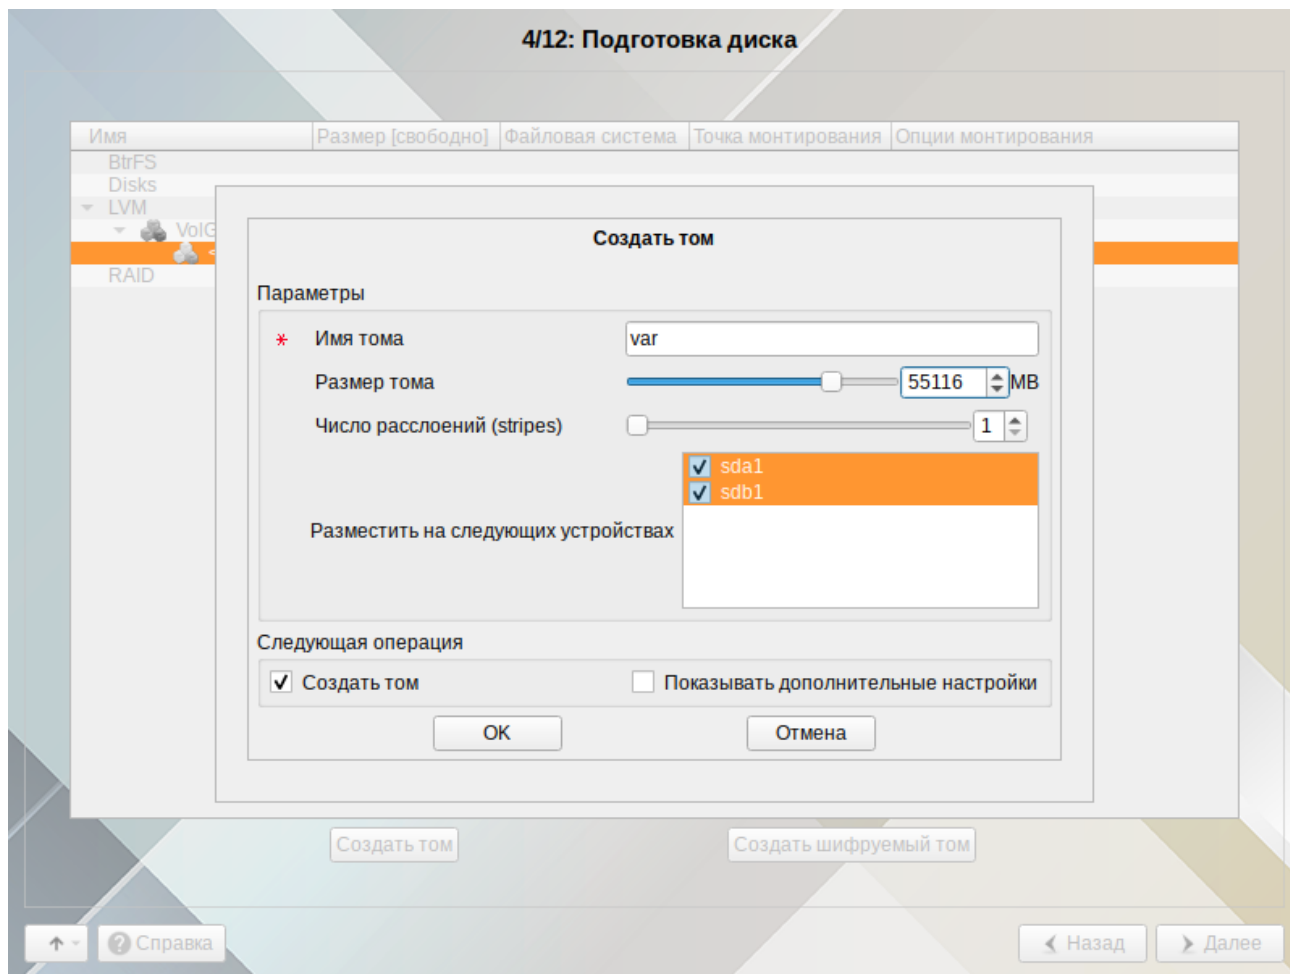 4/12: Подготовка диска
Имя Размер [свободно] Файловая система Точка монтирования Опции монтирования
BtrFS
Disks
LVM
VolG
RAID
Создать том
Параметры
* Имя тома var
Размер тома 55116 MB
Число расслоений (stripes) 1
sda1
sdb1
Разместить на следующих устройствах
Следующая операция
Создать том Показывать дополнительные настройки
OK Отмена
Создать том Создать шифруемый том
Справка Назад Далее